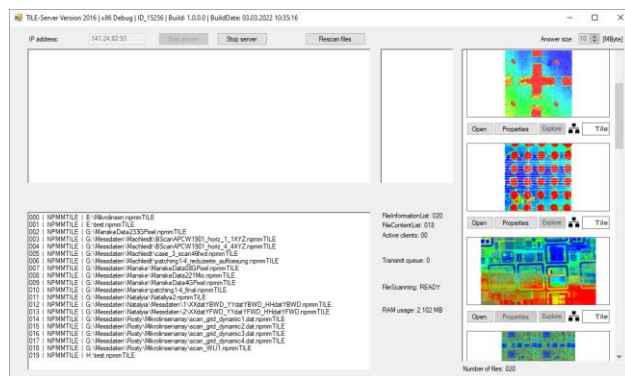 TILE-Server Version 2016 | x86 Debug | ID_15256 | Build: 1.0.0.0 | BuildDate: 03.03.2022 10:35:16
IP address:
141.24.82.93
Start server
Stop server
Rescan files
Answer size:
10
[MByte]
Open
Properties
Explore
Tile
Open
Properties
Explore
Tile
Open
Properties
Explore
Tile
000 | NPMMTILE | E:\Mikrolinsen.npmmTILE
001 | NPMMTILE | E:\test.npmmTILE
002 | NPMMTILE | G:\ManskeData233GPixel.npmmTILE
003 | NPMMTILE | G:\Messdaten\Machleidt\BScanAPCW1901_horiz_1_1XYZ.npmmTILE
004 | NPMMTILE | G:\Messdaten\Machleidt\BScanAPCW1901_horiz_4_4XYZ.npmmTILE
005 | NPMMTILE | G:\Messdaten\Machleidt\case_3_scan46fwd.npmmTILE
006 | NPMMTILE | G:\Messdaten\Machleidt\patching1-4_reduzierte_aufloesung.npmmTILE
007 | NPMMTILE | G:\Messdaten\Manske\ManskeData08GPixel.npmmTILE
008 | NPMMTILE | G:\Messdaten\Manske\ManskeData221Mio.npmmTILE
009 | NPMMTILE | G:\Messdaten\Manske\ManskeData4GPixel.npmmTILE
010 | NPMMTILE | G:\Messdaten\Manske\patching1-4_final.npmmTILE
011 | NPMMTILE | G:\Messdaten\Nataliya\Nataliya2.npmmTILE
012 | NPMMTILE | G:\Messdaten\Nataliya\Messdaten\1\XXdatYBWD_YYdatYBWD_HHdatYBWD.npmmTILE
013 | NPMMTILE | G:\Messdaten\Nataliya\Messdaten\2\XXdatYFWD_YYdatYFWD_HHdatYFWD.npmmTILE
014 | NPMMTILE | G:\Messdaten\Rosty\Mikrolinsenarray\scan_grid_dynamic1.dat.npmmTILE
015 | NPMMTILE | G:\Messdaten\Rosty\Mikrolinsenarray\scan_grid_dynamic2.dat.npmmTILE
016 | NPMMTILE | G:\Messdaten\Rosty\Mikrolinsenarray\scan_grid_dynamic3.dat.npmmTILE
017 | NPMMTILE | G:\Messdaten\Rosty\Mikrolinsenarray\scan_grid_dynamic4.dat.npmmTILE
018 | NPMMTILE | G:\Messdaten\Rosty\Mikrolinsenarray\scan_WLI1.npmmTILE
019 | NPMMTILE | H:\test.npmmTILE
FileInformationList: 020
FileContentList: 018
Active clients: 00
Transmit queue: 0
FileScanning: READY
RAM usage: 2.102 MB
Number of files: 020